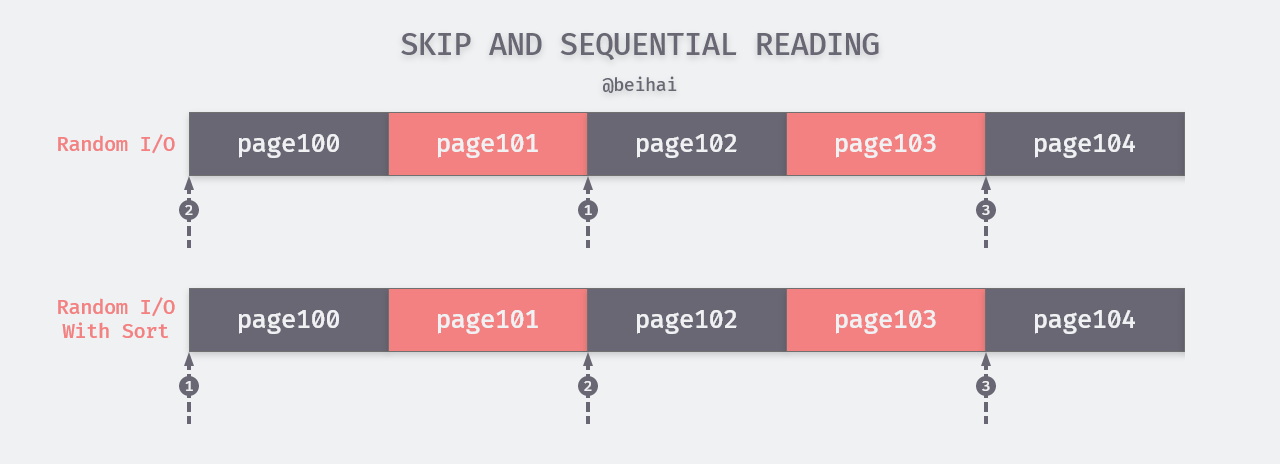 SKIP AND SEQUENTIAL READING
@beihai
Random I/O page100 page101 page102 page103 page104
2 1 3
Random I/O
With Sort
page100 page101 page102 page103 page104
1 2 3